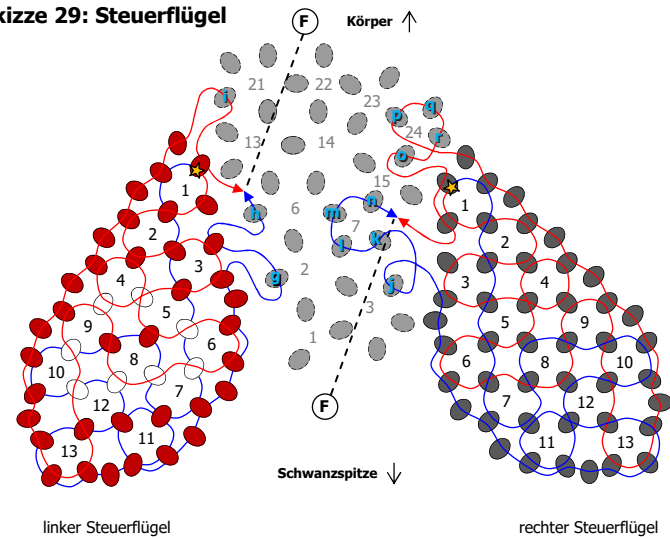 kizze 29: Steuerflügel
F
Körper ↑
21
22
23
24
13
14
15
i
p
q
r
o
h
6
m
n
7
l
k
g
2
j
3
1
1
2
3
4
5
6
9
8
10
7
12
11
13
1
2
3
4
5
9
6
8
10
7
12
11
13
F
Schwanzspitze ↓
linker Steuerflügel
rechter Steuerflügel